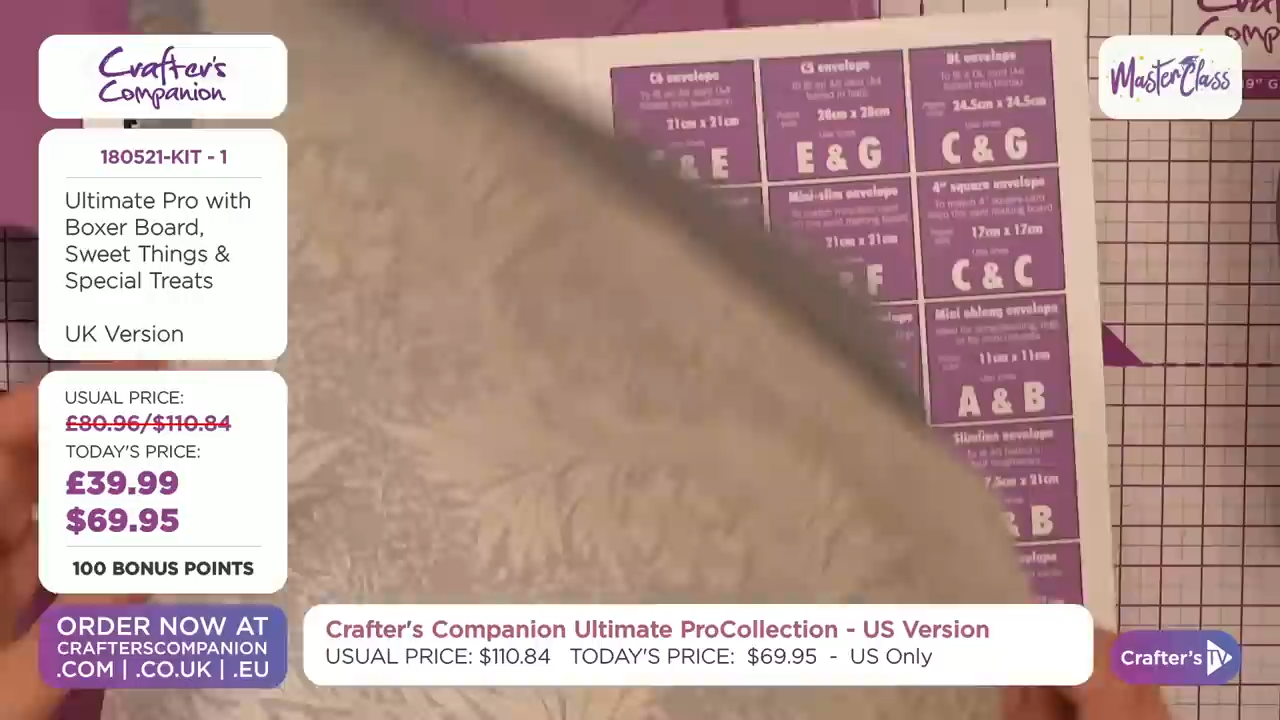 Crafter's
Companion
180521-KIT - 1
Ultimate Pro with
Boxer Board,
Sweet Things &
Special Treats
UK Version
USUAL PRICE:
£80.96/$110.84
TODAY'S PRICE:
£39.99
$69.95
100 BONUS POINTS
ORDER NOW AT
CRAFTERSCOMPANION
.COM | .CO.UK | .EU
Crafter's Companion Ultimate ProCollection - US Version
USUAL PRICE: $110.84 TODAY'S PRICE: $69.95 - US Only
MasterClass
Crafter's TV
C6 envelope
21cm x 21cm
& E
C5 envelope
28cm x 28cm
E & G
DL envelope
24.5cm x 24.5cm
C & G
Mini-slim envelope
21cm x 21cm
F
4" square envelope
17cm x 17cm
C & C
Mini oblong envelope
11cm x 11cm
A & B
Slimline envelope
x 21cm
& B